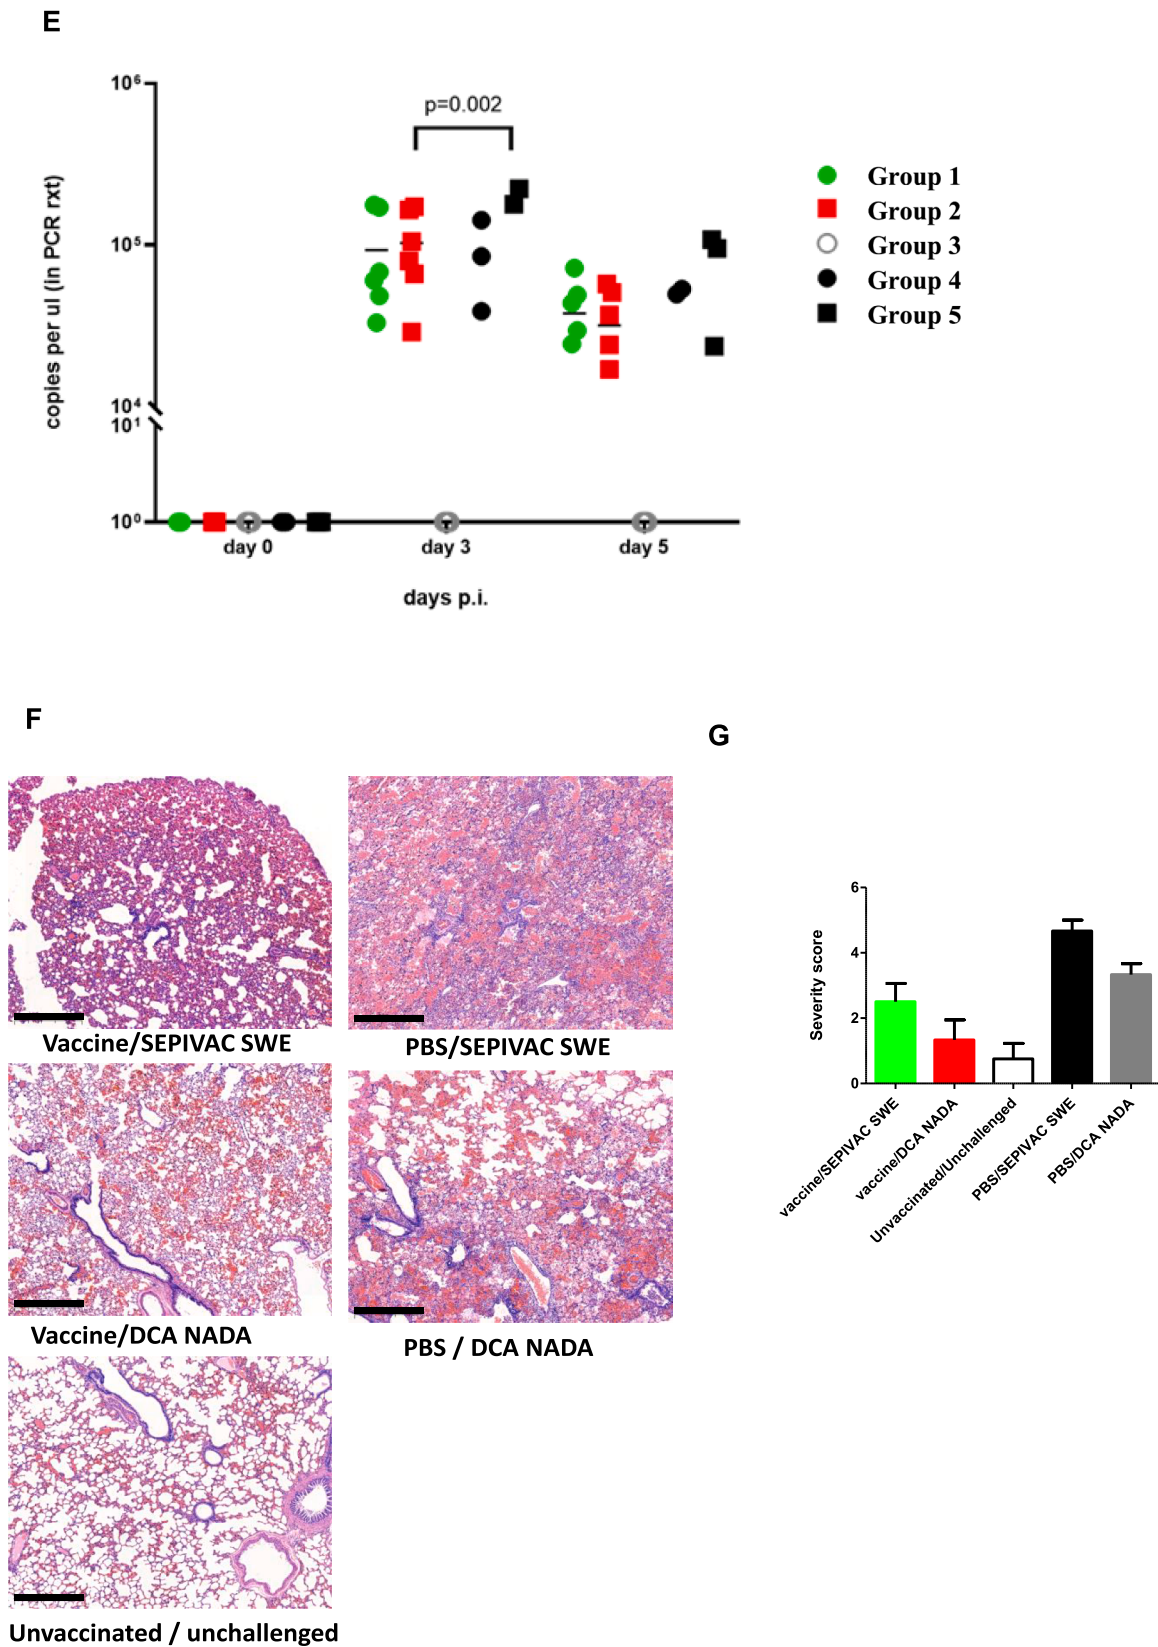 E
10⁶
p=0.002
10⁵
copies per ul (in PCR rxt)
10⁴
10¹
10⁰
day 0
day 3
day 5
days p.i.
Group 1
Group 2
Group 3
Group 4
Group 5
F
Vaccine/SEPIVAC SWE
PBS/SEPIVAC SWE
Vaccine/DCA NADA
PBS / DCA NADA
Unvaccinated / unchallenged
G
Severity score
6
4
2
0
vaccine/SEPIVAC SWE
vaccine/DCA NADA
Unvaccinated/Unchallenged
PBS/SEPIVAC SWE
PBS/DCA NADA